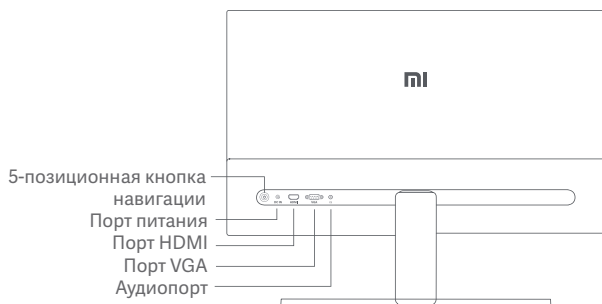 mi
5-позиционная кнопка
навигации
Порт питания
Порт HDMI
Порт VGA
Аудиопорт